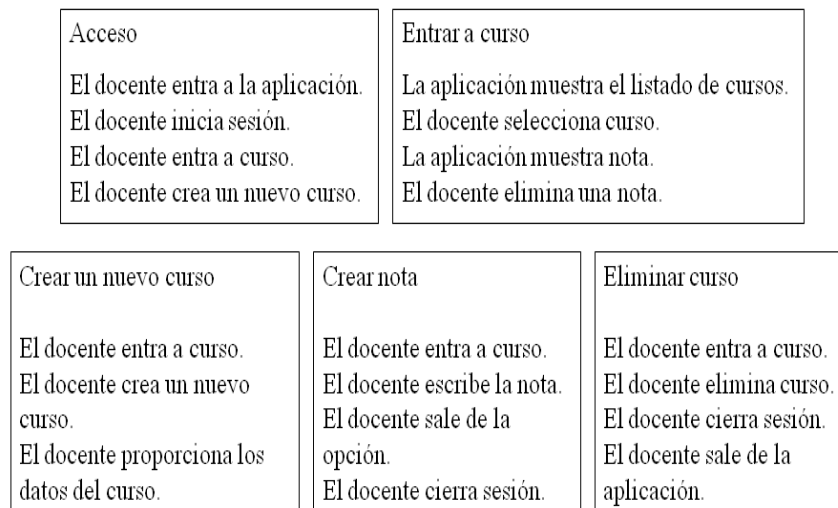 Acceso
El docente entra a la aplicación.
El docente inicia sesión.
El docente entra a curso.
El docente crea un nuevo curso.
Entrar a curso
La aplicación muestra el listado de cursos.
El docente selecciona curso.
La aplicación muestra nota.
El docente elimina una nota.
Crear un nuevo curso
El docente entra a curso.
El docente crea un nuevo
curso.
El docente proporciona los
datos del curso.
Crear nota
El docente entra a curso.
El docente escribe la nota.
El docente sale de la
opción.
El docente cierra sesión.
Eliminar curso
El docente entra a curso.
El docente elimina curso.
El docente cierra sesión.
El docente sale de la
aplicación.